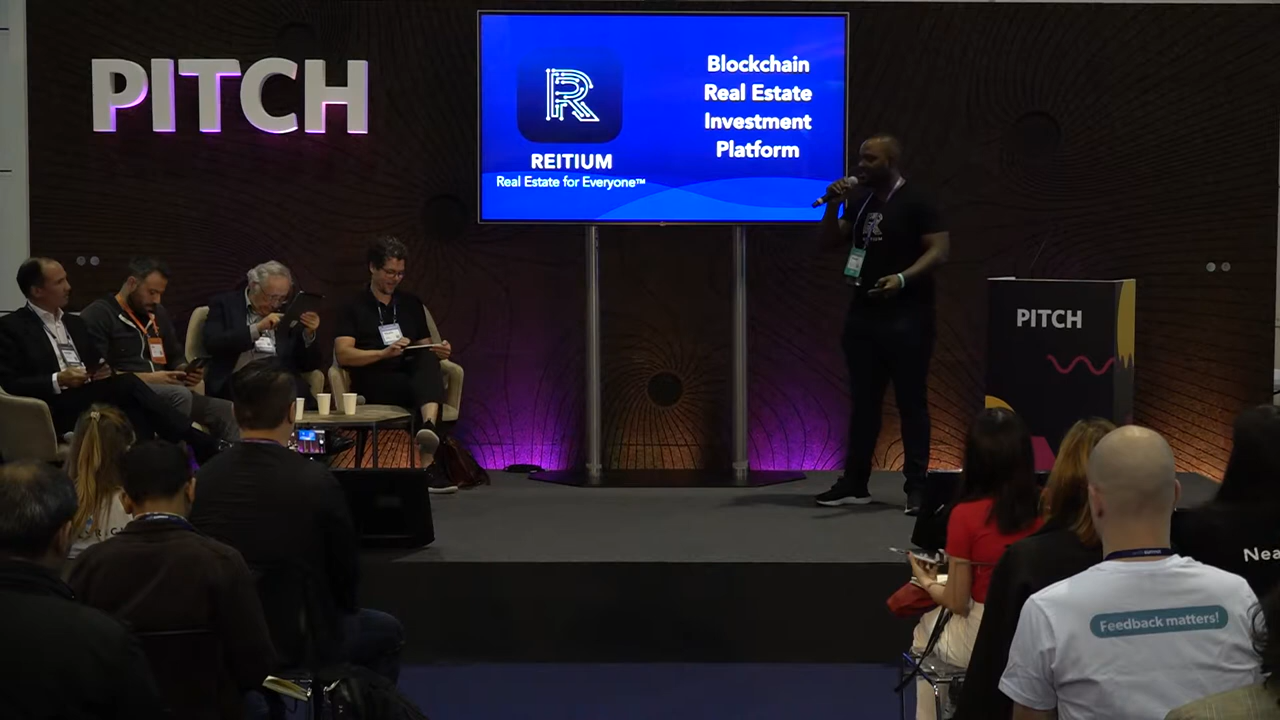 PITCH
R
REITIUM
Real Estate for Everyone™
Blockchain
Real Estate
Investment
Platform
PITCH
Feedback matters!
Nea